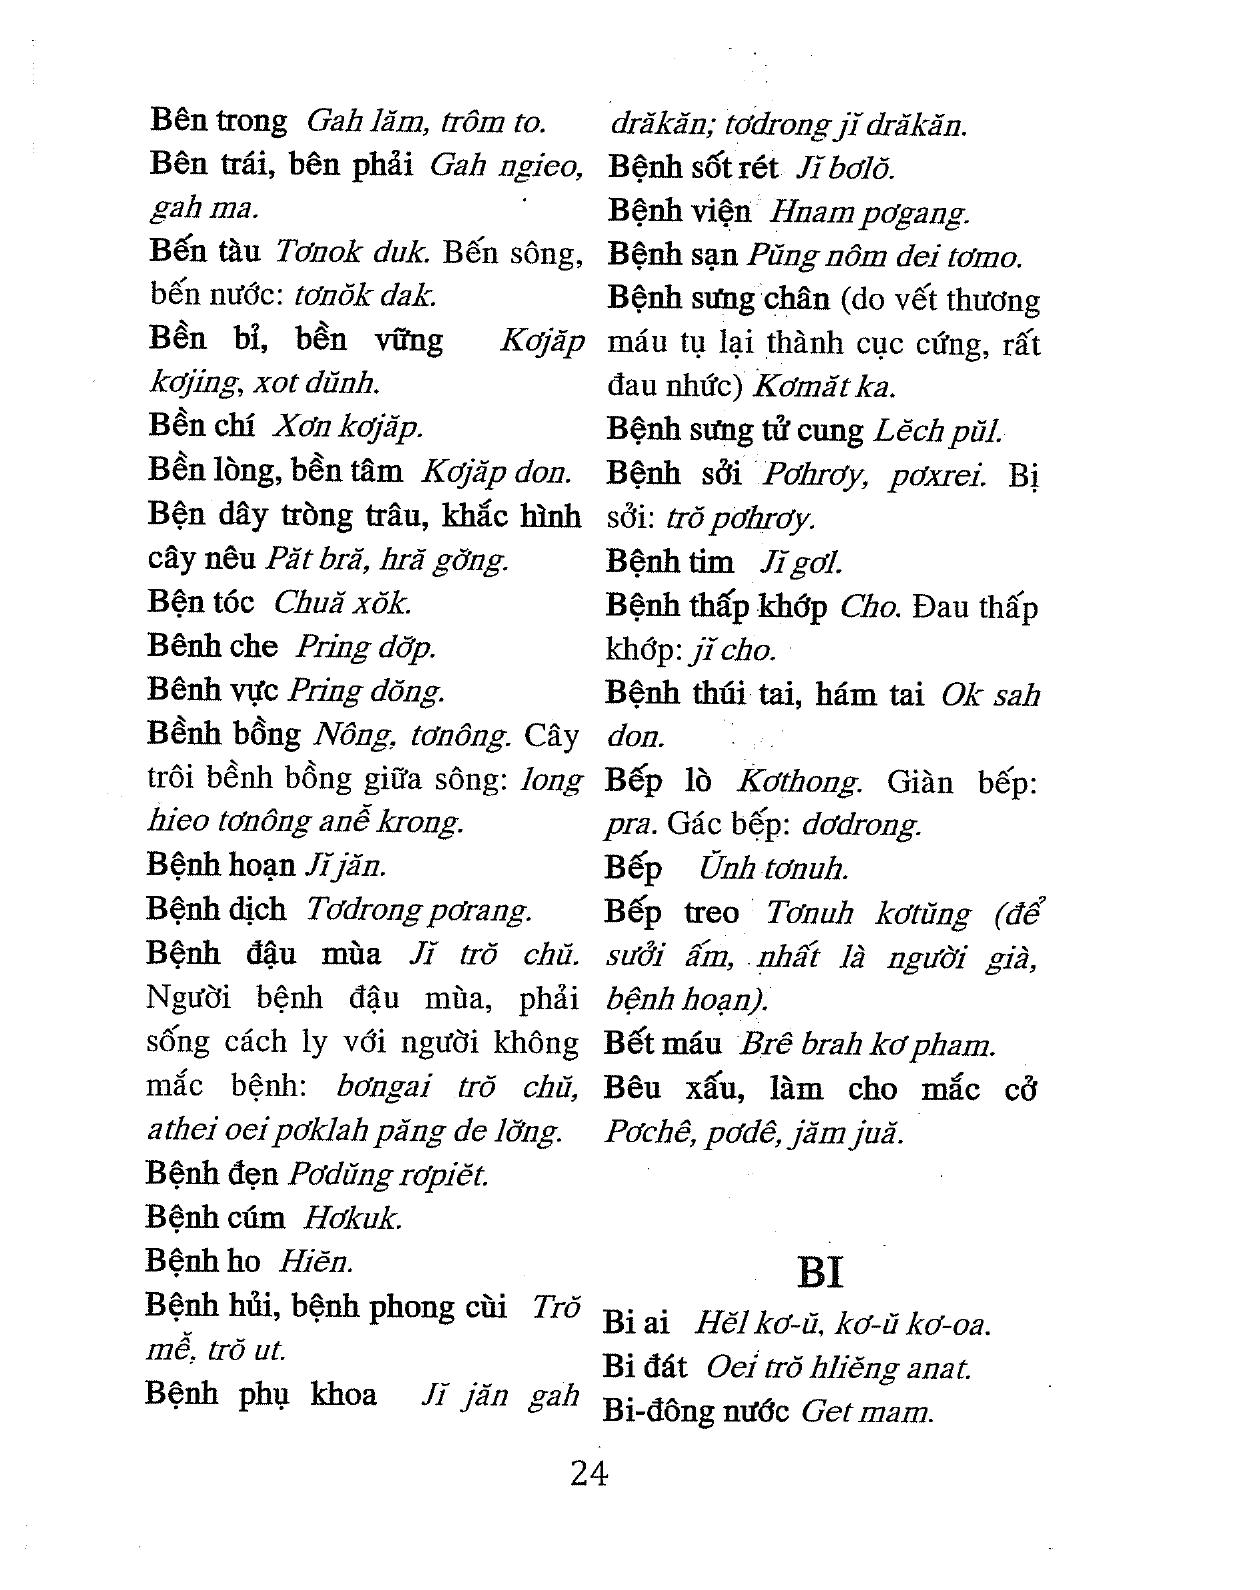 Bên trong Gah lăm, trôm to.
Bên trái, bên phải Gah ngieo,
gah ma.
Bến tàu Tơnok duk. Bến sông,
bến nước: tơnŏk dak.
Bền bỉ, bền vững Kơjăp
kơjing, xot dŭnh.
Bền chí Xơn kơjăp.
Bền lòng, bền tâm Kơjăp don.
Bện dây tròng trâu, khắc hình
cây nêu Păt bră, hră gơ̆ng.
Bện tóc Chuă xŏk.
Bênh che Pring dơ̆p.
Bênh vực Pring dŏng.
Bềnh bồng Nông, tơnông. Cây
trôi bềnh bồng giữa sông: long
hieo tơnông anê̆ krong.
Bệnh hoạn Jĭ jăn.
Bệnh dịch Tơdrong pơrang.
Bệnh đậu mùa Jĭ trŏ chŭ.
Người bệnh đậu mùa, phải
sống cách ly với người không
mắc bệnh: bơngai trŏ chŭ,
athei oei pơklah păng de lơ̆ng.
Bệnh đẹn Pơdŭng rơpiĕt.
Bệnh cúm Hơkuk.
Bệnh ho Hiĕn.
Bệnh hủi, bệnh phong cùi Trŏ
mê̆, trŏ ut.
Bệnh phụ khoa Jĭ jăn gah
drăkăn; tơdrong jĭ drăkăn.
Bệnh sốt rét Jĭ bơlŏ.
Bệnh viện Hnam pơgang.
Bệnh sạn Pŭng nôm dei tơmo.
Bệnh sưng chân (do vết thương
máu tụ lại thành cục cứng, rất
đau nhức) Kơmăt ka.
Bệnh sưng tử cung Lĕch pŭl.
Bệnh sởi Pơhrơy, pơxrei. Bị
sởi: trŏ pơhrơy.
Bệnh tim Jĭ gơl.
Bệnh thấp khớp Cho. Đau thấp
khớp: jĭ cho.
Bệnh thúi tai, hám tai Ok sah
don.
Bếp lò Kơthong. Giàn bếp:
pra. Gác bếp: dơdrong.
Bếp Ŭnh tơnuh.
Bếp treo Tơnuh kơtŭng (để
sưởi ấm, nhất là người già,
bệnh hoạn).
Bết máu Brê brah kơ pham.
Bêu xấu, làm cho mắc cở
Pơchê, pơdê, jăm juă.
BI
Bi ai Hĕl kơ-ŭ, kơ-ŭ kơ-oa.
Bi đát Oei trŏ hliĕng anat.
Bi-đông nước Get mam.
24